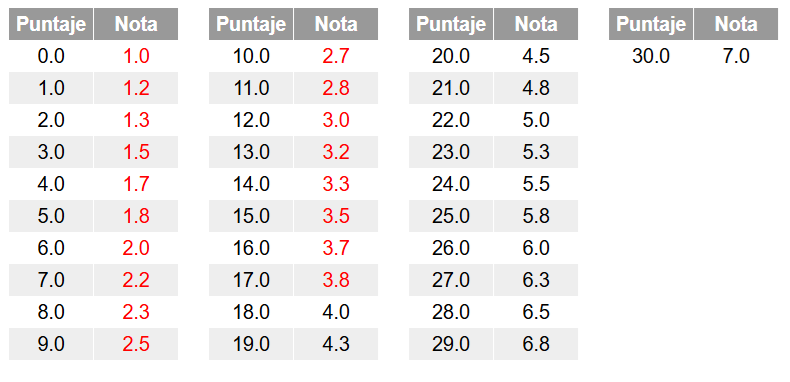 Puntaje Nota Puntaje Nota Puntaje Nota Puntaje Nota
0.0 1.0 10.0 2.7 20.0 4.5 30.0 7.0
1.0 1.2 11.0 2.8 21.0 4.8
2.0 1.3 12.0 3.0 22.0 5.0
3.0 1.5 13.0 3.2 23.0 5.3
4.0 1.7 14.0 3.3 24.0 5.5
5.0 1.8 15.0 3.5 25.0 5.8
6.0 2.0 16.0 3.7 26.0 6.0
7.0 2.2 17.0 3.8 27.0 6.3
8.0 2.3 18.0 4.0 28.0 6.5
9.0 2.5 19.0 4.3 29.0 6.8